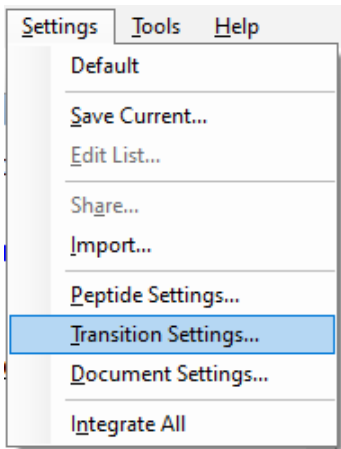 Settings Tools Help
Default
Save Current...
Edit List...
Share...
Import...
Peptide Settings...
Transition Settings...
Document Settings...
Integrate All